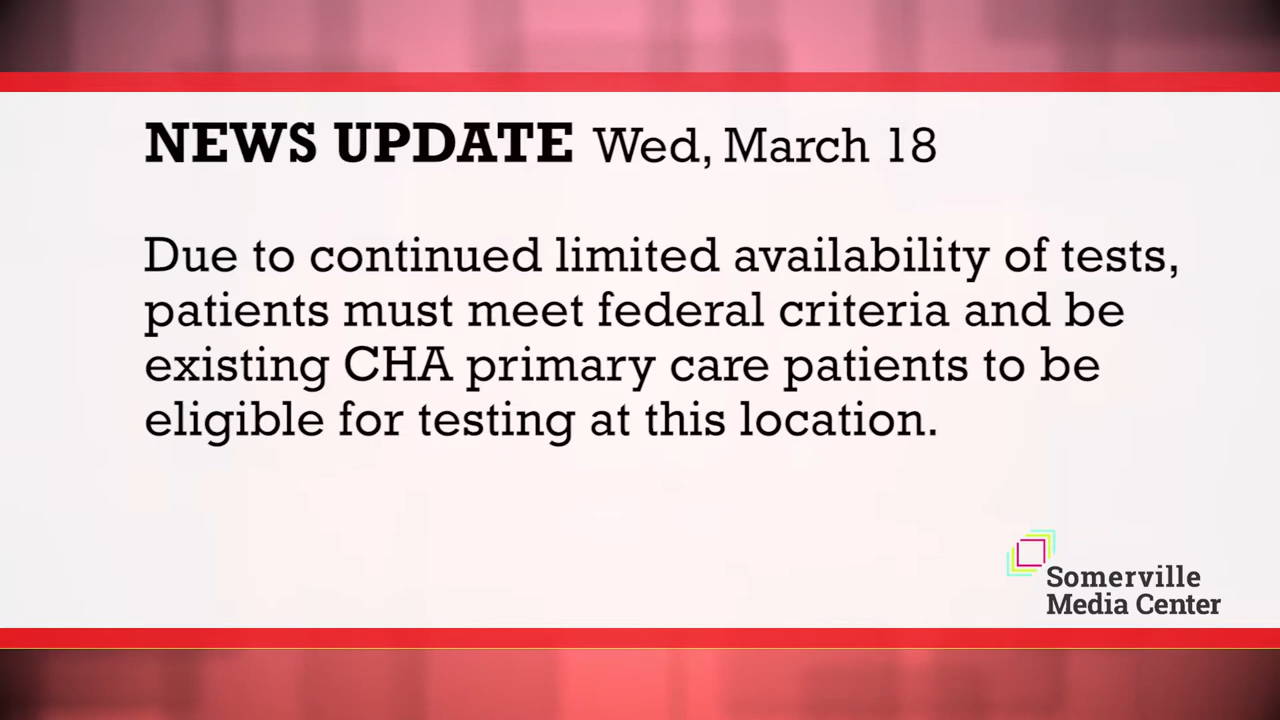 NEWS UPDATE Wed, March 18
Due to continued limited availability of tests,
patients must meet federal criteria and be
existing CHA primary care patients to be
eligible for testing at this location.
Somerville
Media Center